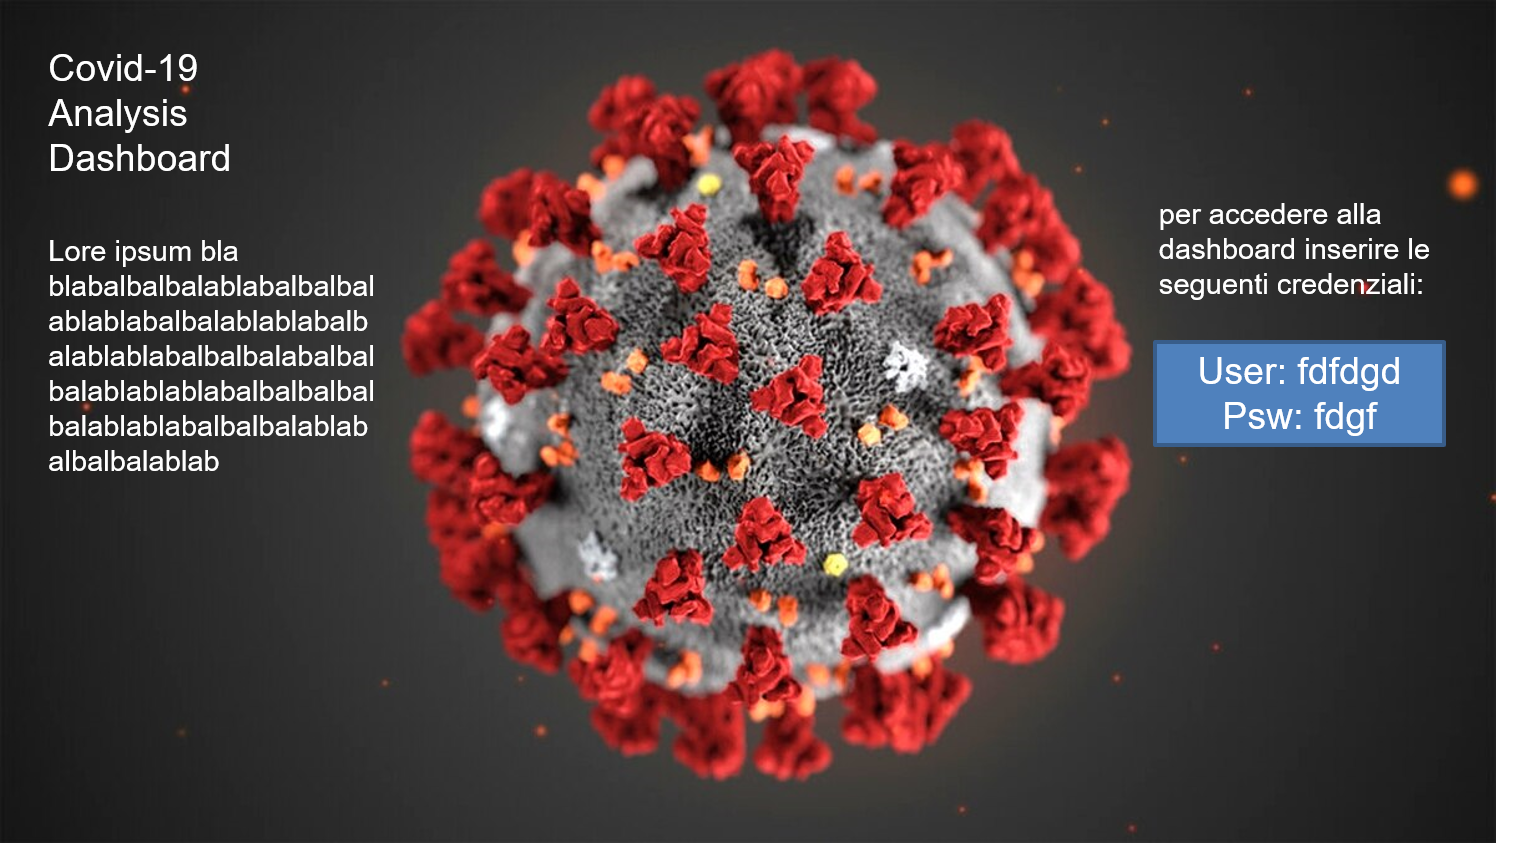 Covid-19
Analysis
Dashboard
Lore ipsum bla
blabalbalbalablabalbalbal
ablablabalbalablablabalb
alablablabalbalbalabalbal
balablablablabalbalbalbal
balablablabalbalbalablab
albalbalablab
per accedere alla
dashboard inserire le
seguenti credenziali:
User: fdfdgd
Psw: fdgf